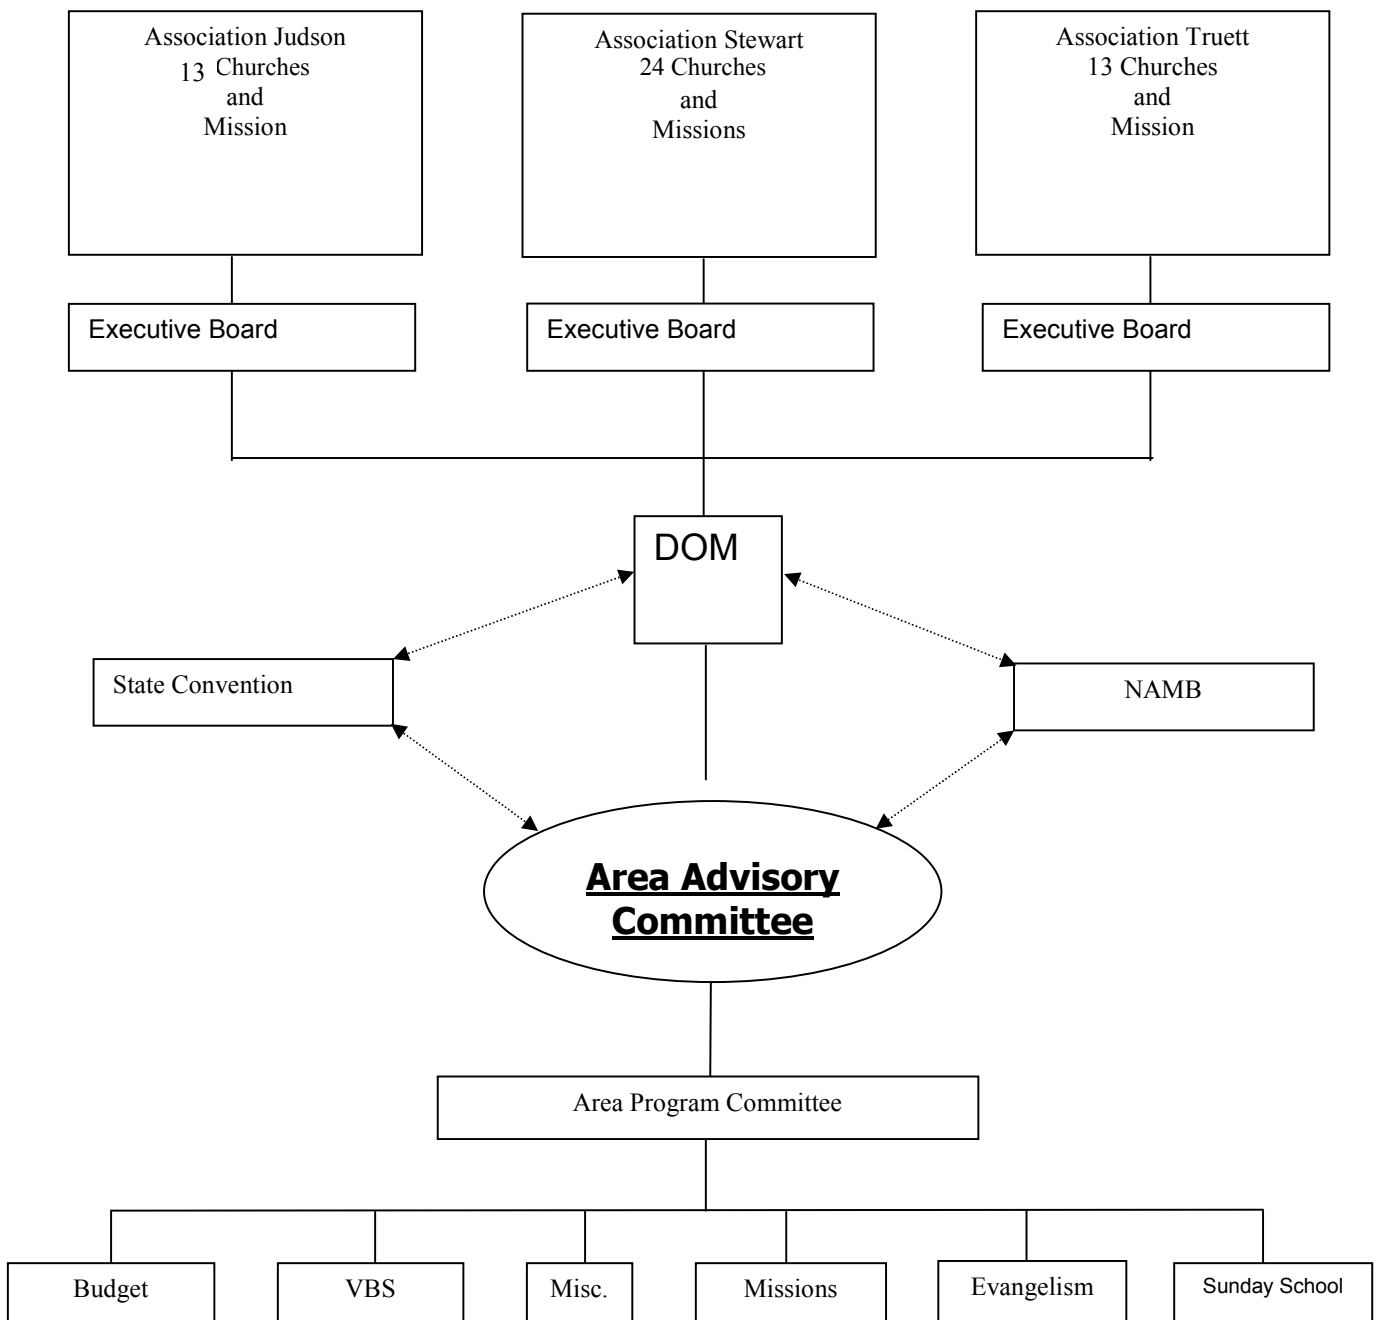 Association Judson
13 Churches
and
Mission
Association Stewart
24 Churches
and
Missions
Association Truett
13 Churches
and
Mission
Executive Board
Executive Board
Executive Board
DOM
State Convention
NAMB
Area Advisory
Committee
Area Program Committee
Budget
VBS
Misc.
Missions
Evangelism
Sunday School